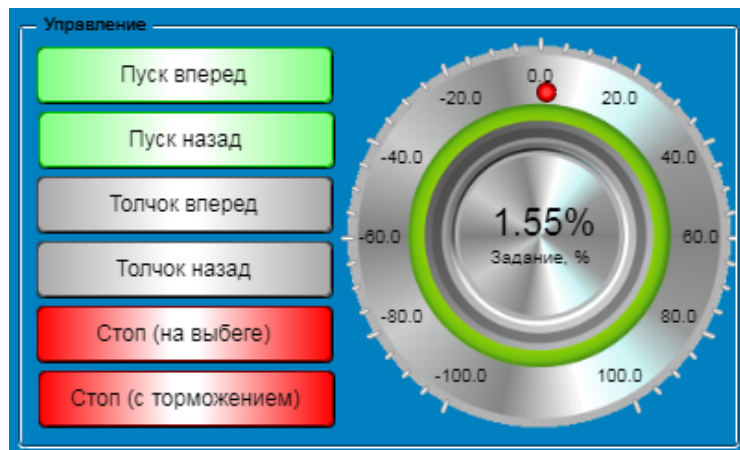 Управление
Пуск вперед
Пуск назад
Толчок вперед
Толчок назад
Стоп (на выбеге)
Стоп (с торможением)
0.0
-20.0
20.0
-40.0
40.0
-60.0
60.0
-80.0
80.0
-100.0
100.0
1.55%
Задание, %